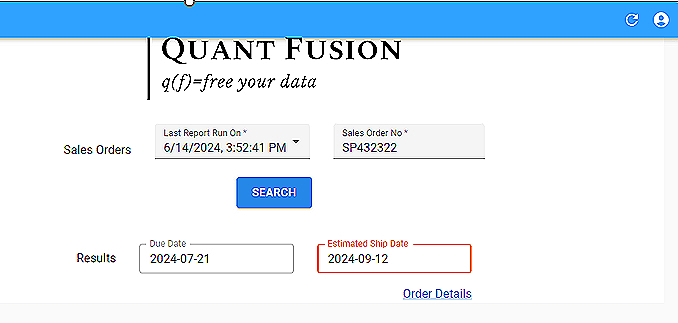 QUANT FUSION
q(f)=free your data
Sales Orders
Last Report Run On *
6/14/2024, 3:52:41 PM
Sales Order No *
SP432322
SEARCH
Results
Due Date
2024-07-21
Estimated Ship Date
2024-09-12
Order Details